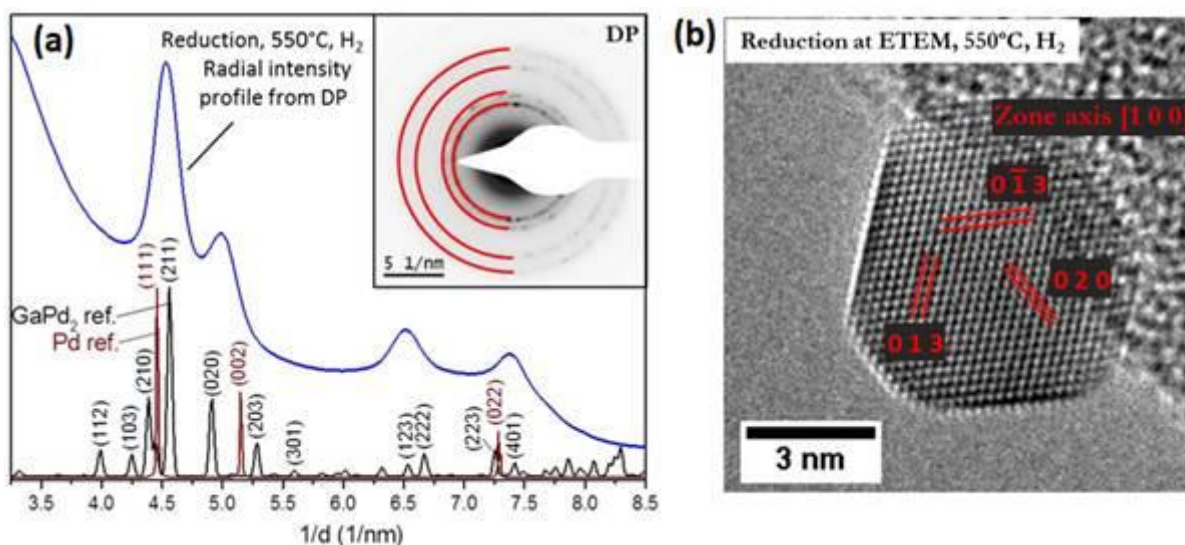 (a)
Reduction, 550°C, H2
Radial intensity
profile from DP
DP
5 1/nm
GaPd2 ref.
Pd ref.
(112)
(103)
(210)
(111)
(211)
(020)
(002)
(203)
(301)
(123)
(222)
(223)
(022)
(401)
3.5 4.0 4.5 5.0 5.5 6.0 6.5 7.0 7.5 8.0 8.5
1/d (1/nm)
(b)
Reduction at ETEM, 550ºC, H2
Zone axis [1 0 0]
0 1̅ 3
0 2 0
0 1 3
3 nm